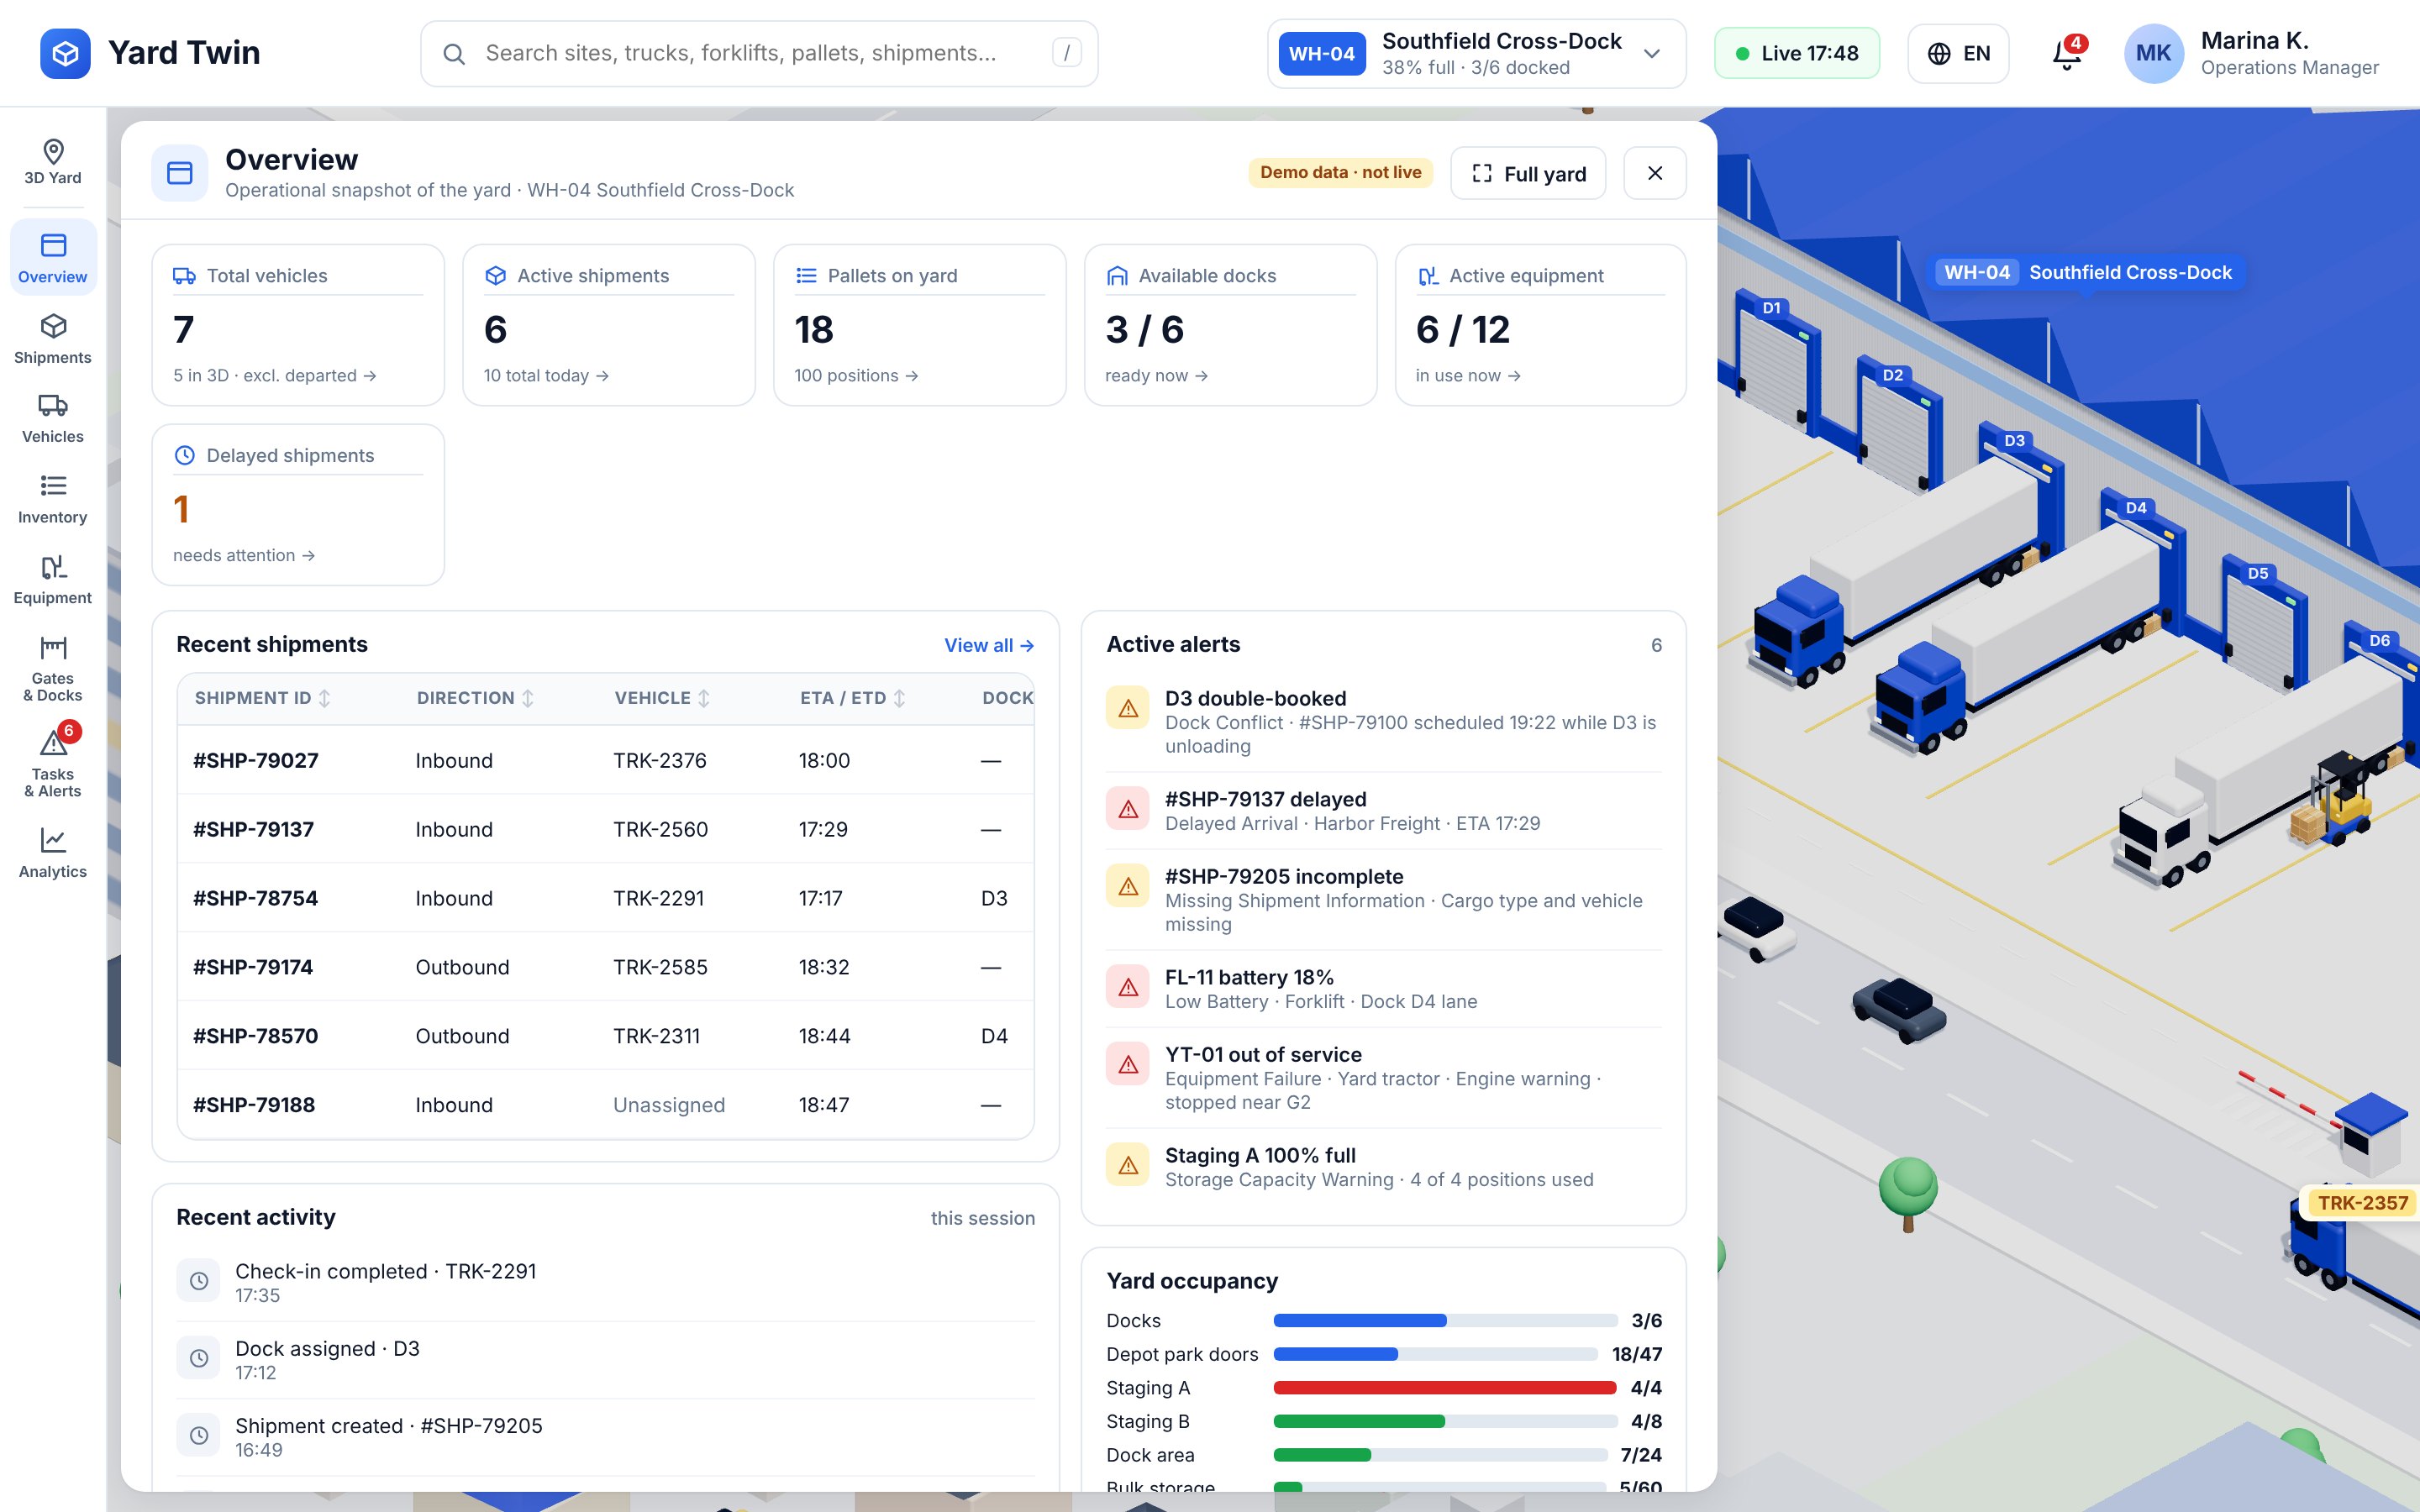 Yard Twin
Search sites, trucks, forklifts, pallets, shipments...
/
WH-04
Southfield Cross-Dock
38% full · 3/6 docked
Live 17:48
EN
4
MK
Marina K.
Operations Manager
3D Yard
Overview
Shipments
Vehicles
Inventory
Equipment
Gates
& Docks
6
Tasks
& Alerts
Analytics
Overview
Operational snapshot of the yard · WH-04 Southfield Cross-Dock
Demo data · not live
Full yard
Total vehicles
7
5 in 3D · excl. departed →
Active shipments
6
10 total today →
Pallets on yard
18
100 positions →
Available docks
3 / 6
ready now →
Active equipment
6 / 12
in use now →
Delayed shipments
1
needs attention →
Recent shipments
View all →
SHIPMENT ID DIRECTION VEHICLE ETA / ETD DOCK
#SHP-79027 Inbound TRK-2376 18:00 —
#SHP-79137 Inbound TRK-2560 17:29 —
#SHP-78754 Inbound TRK-2291 17:17 D3
#SHP-79174 Outbound TRK-2585 18:32 —
#SHP-78570 Outbound TRK-2311 18:44 D4
#SHP-79188 Inbound Unassigned 18:47 —
Recent activity
this session
Check-in completed · TRK-2291
17:35
Dock assigned · D3
17:12
Shipment created · #SHP-79205
16:49
Active alerts
6
D3 double-booked
Dock Conflict · #SHP-79100 scheduled 19:22 while D3 is
unloading
#SHP-79137 delayed
Delayed Arrival · Harbor Freight · ETA 17:29
#SHP-79205 incomplete
Missing Shipment Information · Cargo type and vehicle
missing
FL-11 battery 18%
Low Battery · Forklift · Dock D4 lane
YT-01 out of service
Equipment Failure · Yard tractor · Engine warning ·
stopped near G2
Staging A 100% full
Storage Capacity Warning · 4 of 4 positions used
Yard occupancy
Docks 3/6
Depot park doors 18/47
Staging A 4/4
Staging B 4/8
Dock area 7/24
Bulk storage 5/60
WH-04 Southfield Cross-Dock
D1
D2
D3
D4
D5
D6
TRK-2357